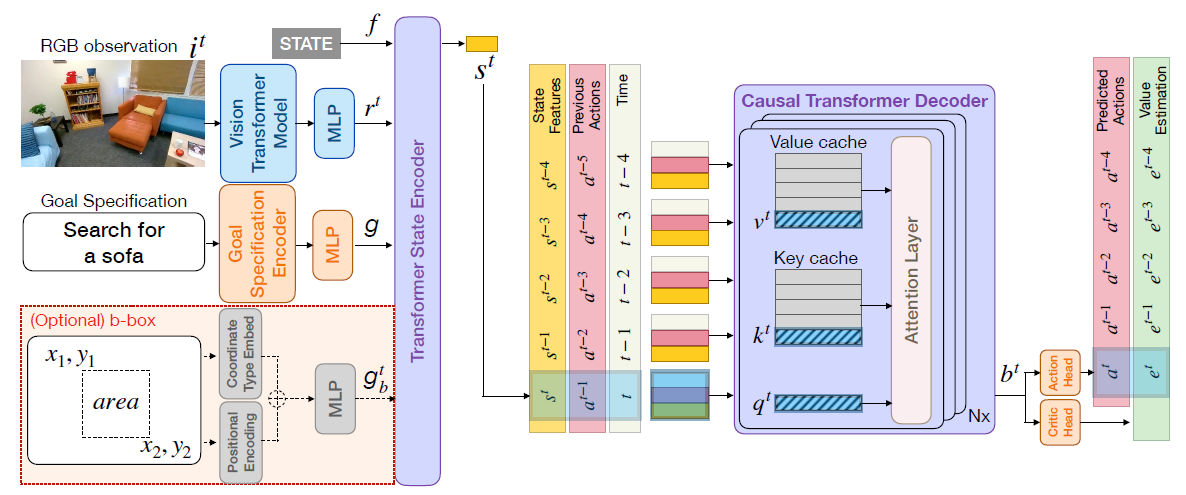 RGB observation i^t
STATE
f
Vision Transformer Model
MLP
r^t
Goal Specification
Search for
a sofa
Goal Specification Encoder
MLP
g
(Optional) b-box
x_1, y_1
area
x_2, y_2
Coordinate Type Embed
Positional Encoding
MLP
g_b^t
Transformer State Encoder
s^t
State Features
Previous Actions
Time
s^{t-4}
a^{t-5}
t − 4
s^{t-3}
a^{t-4}
t − 3
s^{t-2}
a^{t-3}
t − 2
s^{t-1}
a^{t-2}
t − 1
s^t
a^{t-1}
t
Causal Transformer Decoder
Value cache
v^t
Key cache
k^t
q^t
Attention Layer
Nx
b^t
Action Head
Critic Head
Predicted Actions
Value Estimation
a^{t-4}
e^{t-4}
a^{t-3}
e^{t-3}
a^{t-2}
e^{t-2}
a^{t-1}
e^{t-1}
a^t
e^t